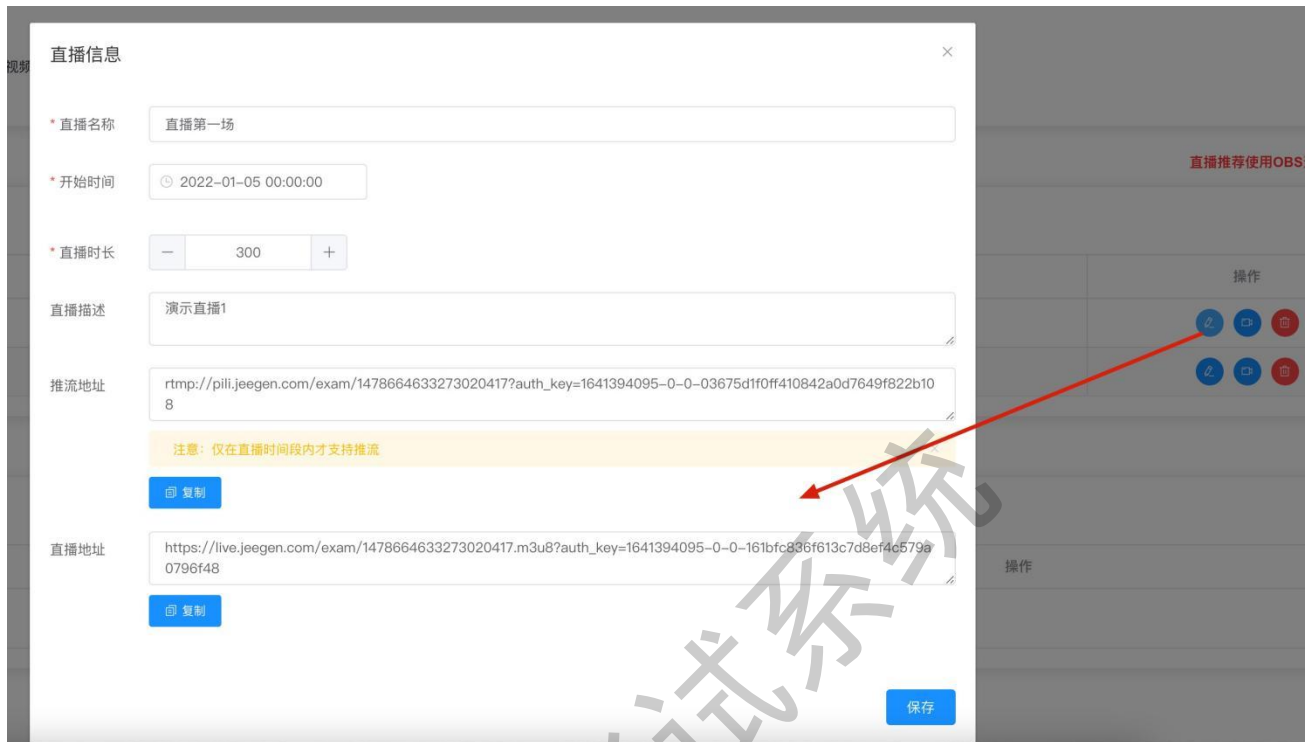 视频
直播信息
* 直播名称
直播第一场
直播推荐使用OBS
* 开始时间
2022-01-05 00:00:00
* 直播时长
300
操作
直播描述
演示直播1
推流地址
rtmp://pili.jeegen.com/exam/1478664633273020417?auth_key=1641394095-0-0-03675d1f0ff410842a0d7649f822b10
8
注意：仅在直播时间段内才支持推流
复制
直播地址
https://live.jeegen.com/exam/1478664633273020417.m3u8?auth_key=1641394095-0-0-161bfc836f613c7d8ef4c579a
0796f48
操作
复制
保存
试系统